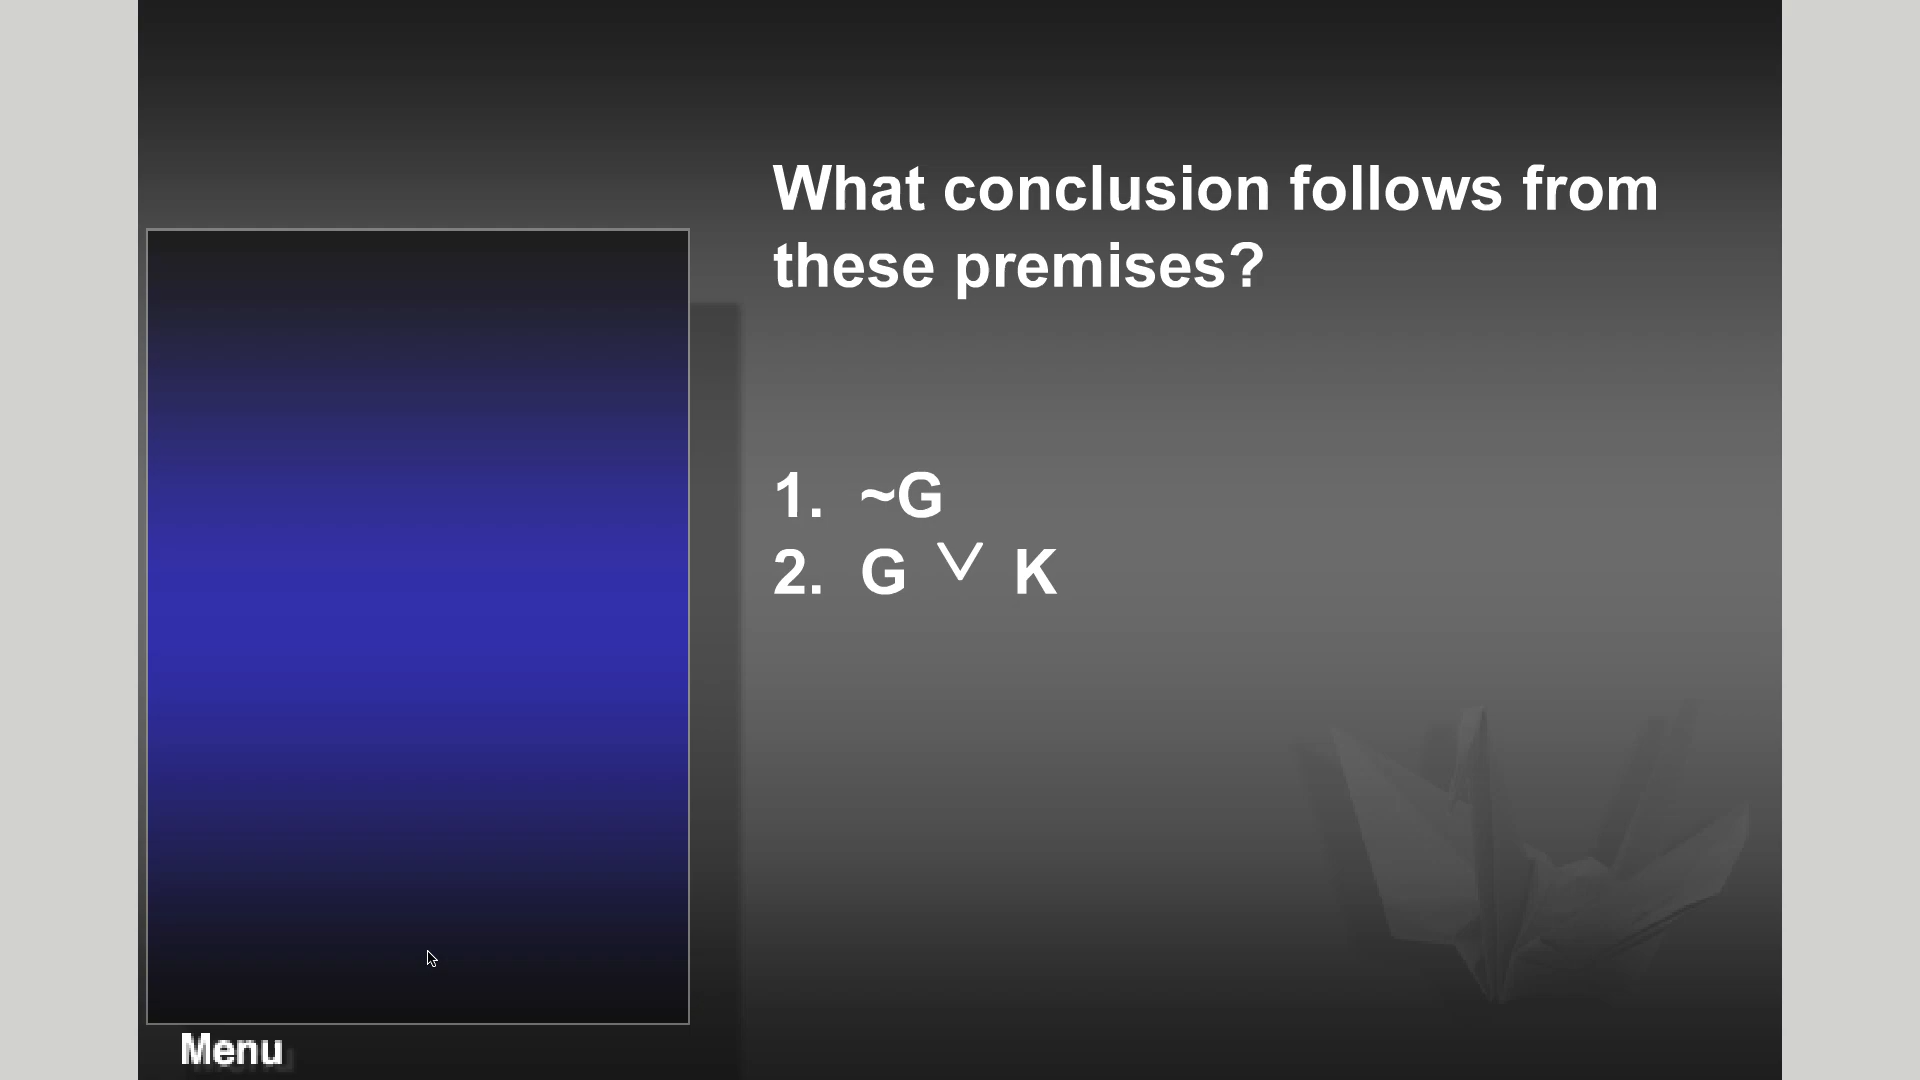 What conclusion follows from
these premises?
1. ~G
2. G ∨ K
Menu